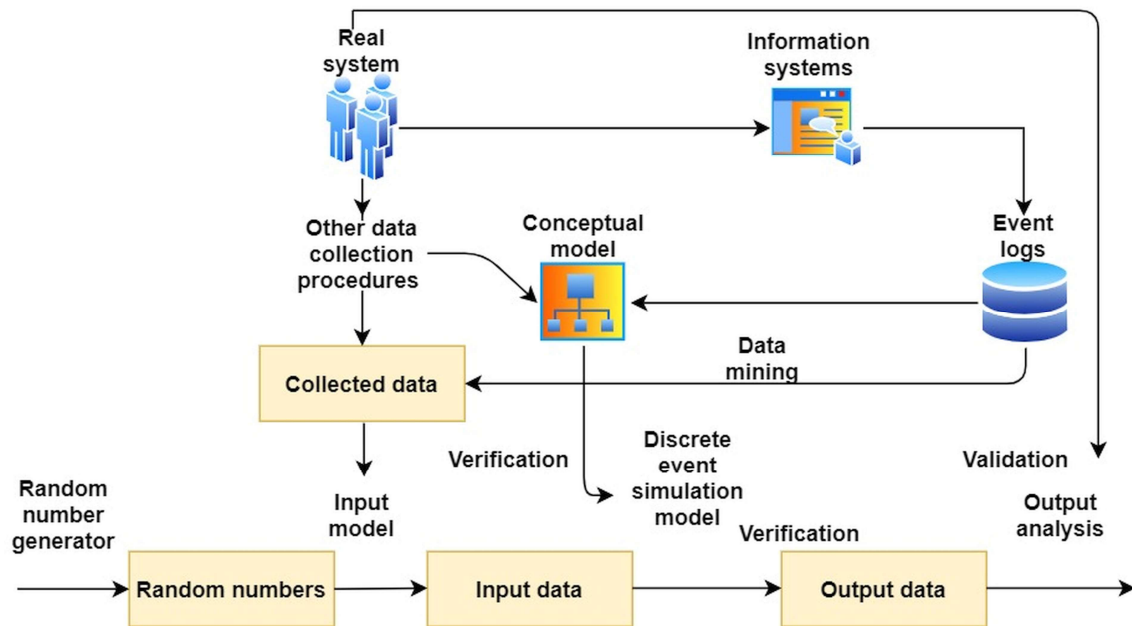 Real
system
Information
systems
Other data
collection
procedures
Conceptual
model
Event
logs
Data
mining
Collected data
Verification
Discrete
event
simulation
model
Validation
Random
number
generator
Input
model
Output
analysis
Verification
Random numbers
Input data
Output data